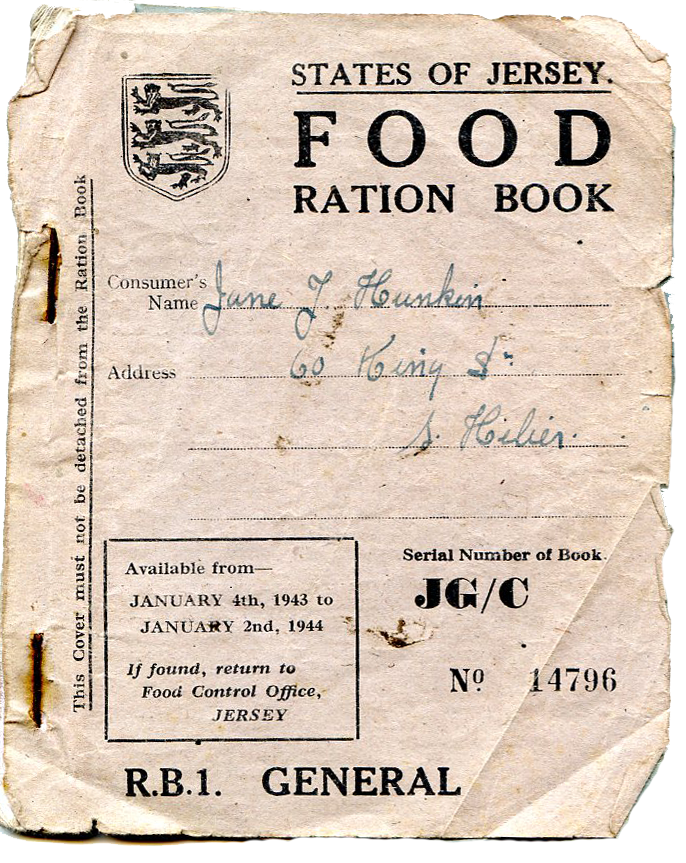 STATES OF JERSEY.
FOOD
RATION BOOK
This Cover must not be detached from the Ration Book
Consumer's
Name June J. Hunkin
Address 60 King St
S. Helier.
Available from—
JANUARY 4th, 1943 to
JANUARY 2nd, 1944
If found, return to
Food Control Office,
JERSEY
Serial Number of Book
JG/C
Nº 14796
R.B.1. GENERAL